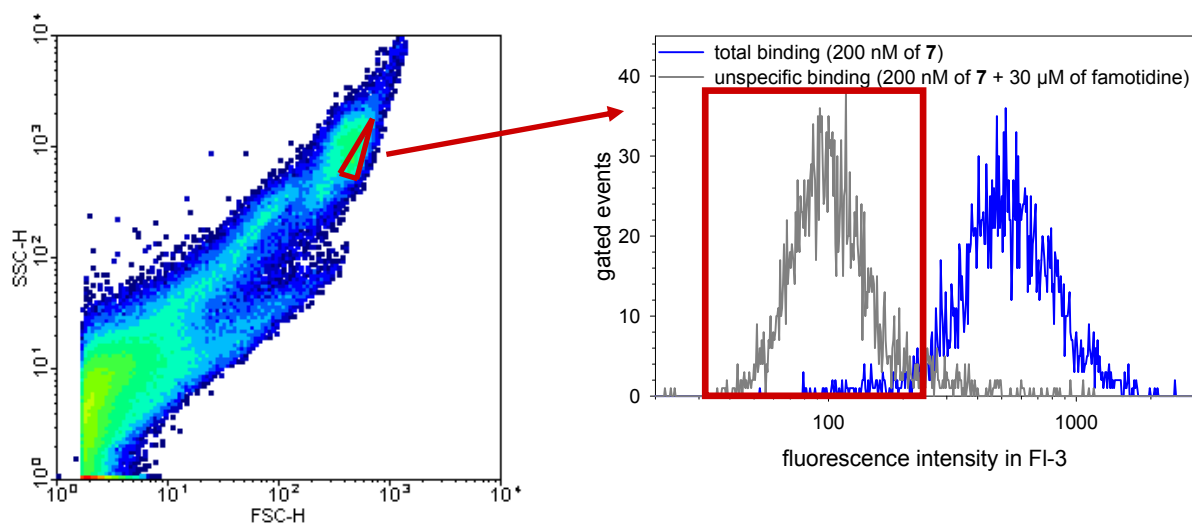 10⁴
10³
10²
10¹
10⁰
SSC-H
10⁰ 10¹ 10² 10³ 10⁴
FSC-H
total binding (200 nM of 7)
unspecific binding (200 nM of 7 + 30 µM of famotidine)
40
30
20
10
0
gated events
100 1000
fluorescence intensity in Fl-3